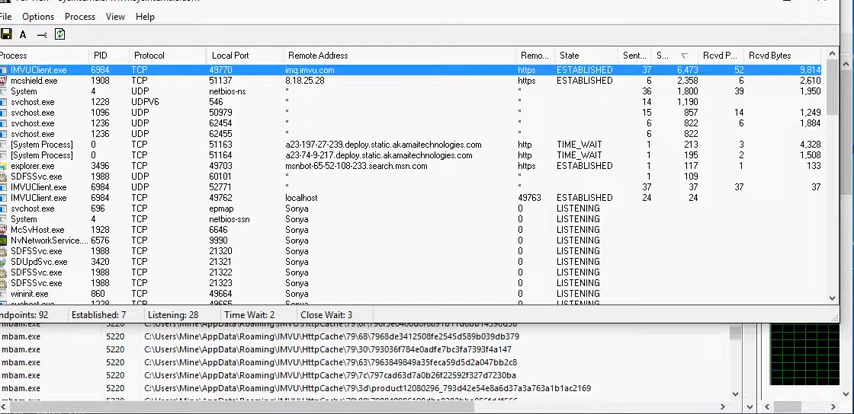 File Options Process View Help
A
Process PID Protocol Local Port Remote Address Remo... State Sent... S... Rcvd P... Rcvd Bytes
IMVUClient.exe 6984 TCP 49770 img.imvu.com https ESTABLISHED 37 6,473 52 9,814
mcshield.exe 1908 TCP 51137 8.18.25.28 https ESTABLISHED 6 2,358 6 2,610
System 4 UDP netbios-ns * * 36 1,800 39 1,950
svchost.exe 1228 UDPV6 546 * * 14 1,190
svchost.exe 1096 UDP 50979 * * 15 857 14 1,249
svchost.exe 1236 UDP 62454 * * 6 822 6 1,884
svchost.exe 1236 UDP 62455 * * 6 822
[System Process] 0 TCP 51163 a23-197-27-239.deploy.static.akamaitechnologies.com http TIME_WAIT 1 213 3 4,328
[System Process] 0 TCP 51164 a23-74-9-217.deploy.static.akamaitechnologies.com http TIME_WAIT 1 195 2 1,508
explorer.exe 3496 TCP 49703 msnbot-65-52-108-233.search.msn.com https ESTABLISHED 1 117 1 133
SDFSSvc.exe 1988 UDP 60101 * * 1 109
IMVUClient.exe 6984 UDP 52771 * * 37 37 37 37
IMVUClient.exe 6984 TCP 49762 localhost 49763 ESTABLISHED 24 24
svchost.exe 696 TCP epmap Sonya 0 LISTENING
System 4 TCP netbios-ssn Sonya 0 LISTENING
McSvHost.exe 1928 TCP 6646 Sonya 0 LISTENING
NvNetworkService.... 6576 TCP 9990 Sonya 0 LISTENING
SDFSSvc.exe 1988 TCP 21320 Sonya 0 LISTENING
SDUpdSvc.exe 3420 TCP 21321 Sonya 0 LISTENING
SDFSSvc.exe 1988 TCP 21322 Sonya 0 LISTENING
SDFSSvc.exe 1988 TCP 21323 Sonya 0 LISTENING
wininit.exe 860 TCP 49664 Sonya 0 LISTENING
ndpoints: 92 Established: 7 Listening: 28 Time Wait: 2 Close Wait: 3
mbam.exe 5220
mbam.exe 5220 C:\Users\Mine\AppData\Roaming\IMVU\HttpCache\79\68\7968de3412508fe2545d589b039db379
mbam.exe 5220 C:\Users\Mine\AppData\Roaming\IMVU\HttpCache\79\30\793036f784e0adfe7bc3fa7393f4a147
mbam.exe 5220 C:\Users\Mine\AppData\Roaming\IMVU\HttpCache\79\63\7963849849a35feca59d5d2a047bb2c8
mbam.exe 5220 C:\Users\Mine\AppData\Roaming\IMVU\HttpCache\79\7c\797cad63d7a0b26f22592f327d7230ba
mbam.exe 5220 C:\Users\Mine\AppData\Roaming\IMVU\HttpCache\79\3d\product12080296_793d42e54e8a6d37a3a763a1b1ac2169